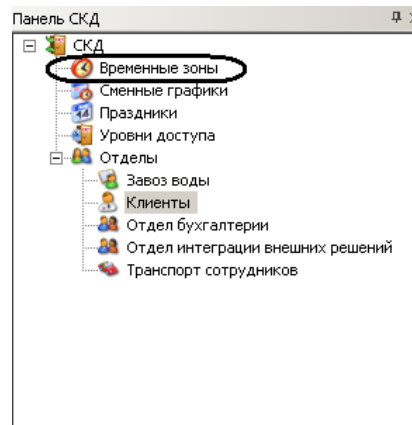 Панель СКД
СКД
Временные зоны
Сменные графики
Праздники
Уровни доступа
Отделы
Завоз воды
Клиенты
Отдел бухгалтерии
Отдел интеграции внешних решений
Транспорт сотрудников